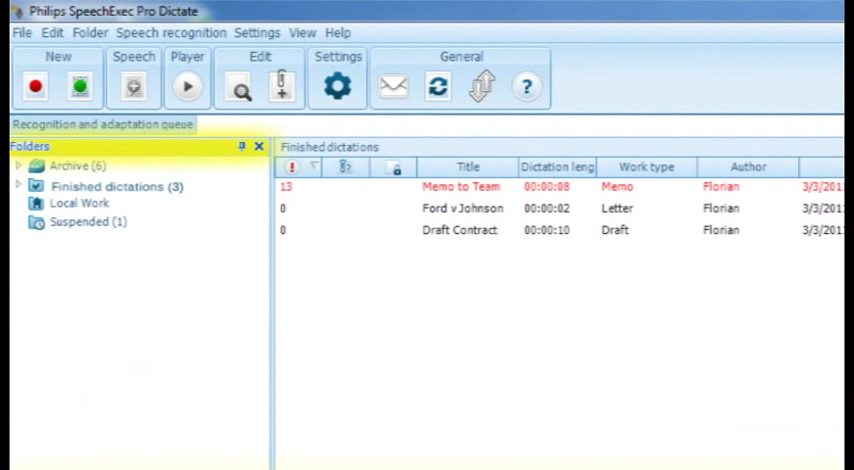 Philips SpeechExec Pro Dictate
File Edit Folder Speech recognition Settings View Help
New Speech Player Edit Settings General
Recognition and adaptation queue
Folders
Archive (6)
Finished dictations (3)
Local Work
Suspended (1)
Finished dictations
Title Dictation leng Work type Author
13 Memo to Team 00:00:08 Memo Florian 3/3/201
0 Ford v Johnson 00:00:02 Letter Florian 3/3/201
0 Draft Contract 00:00:10 Draft Florian 3/3/201